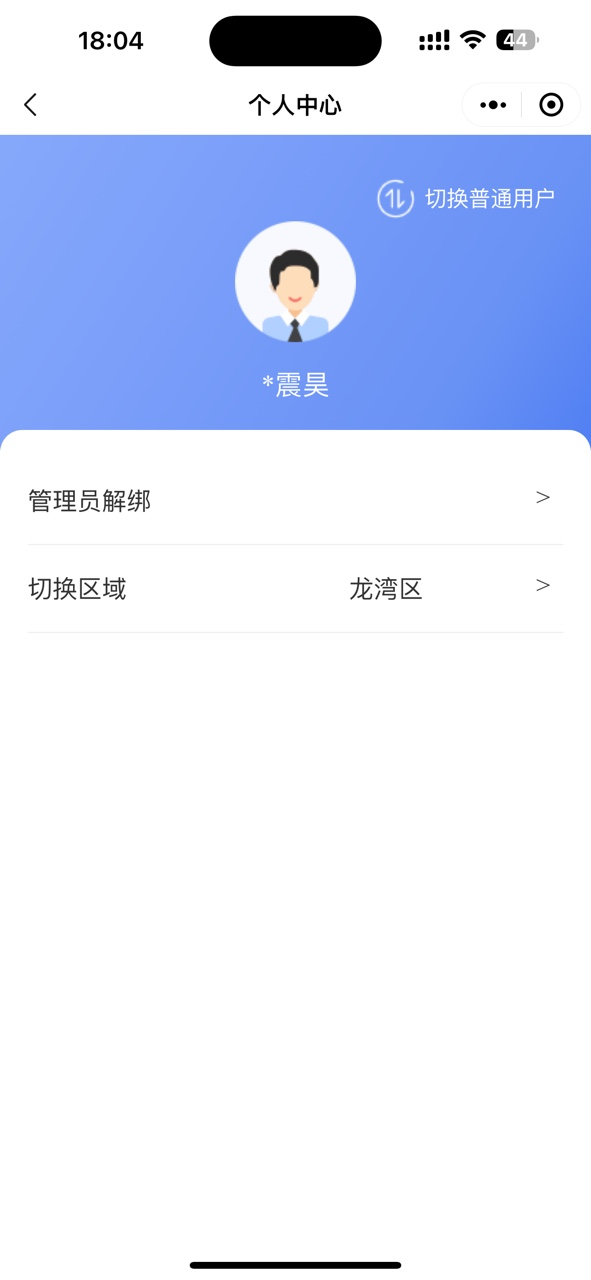 18:04
44
个人中心
切换普通用户
*震昊
管理员解绑 >
切换区域 龙湾区 >